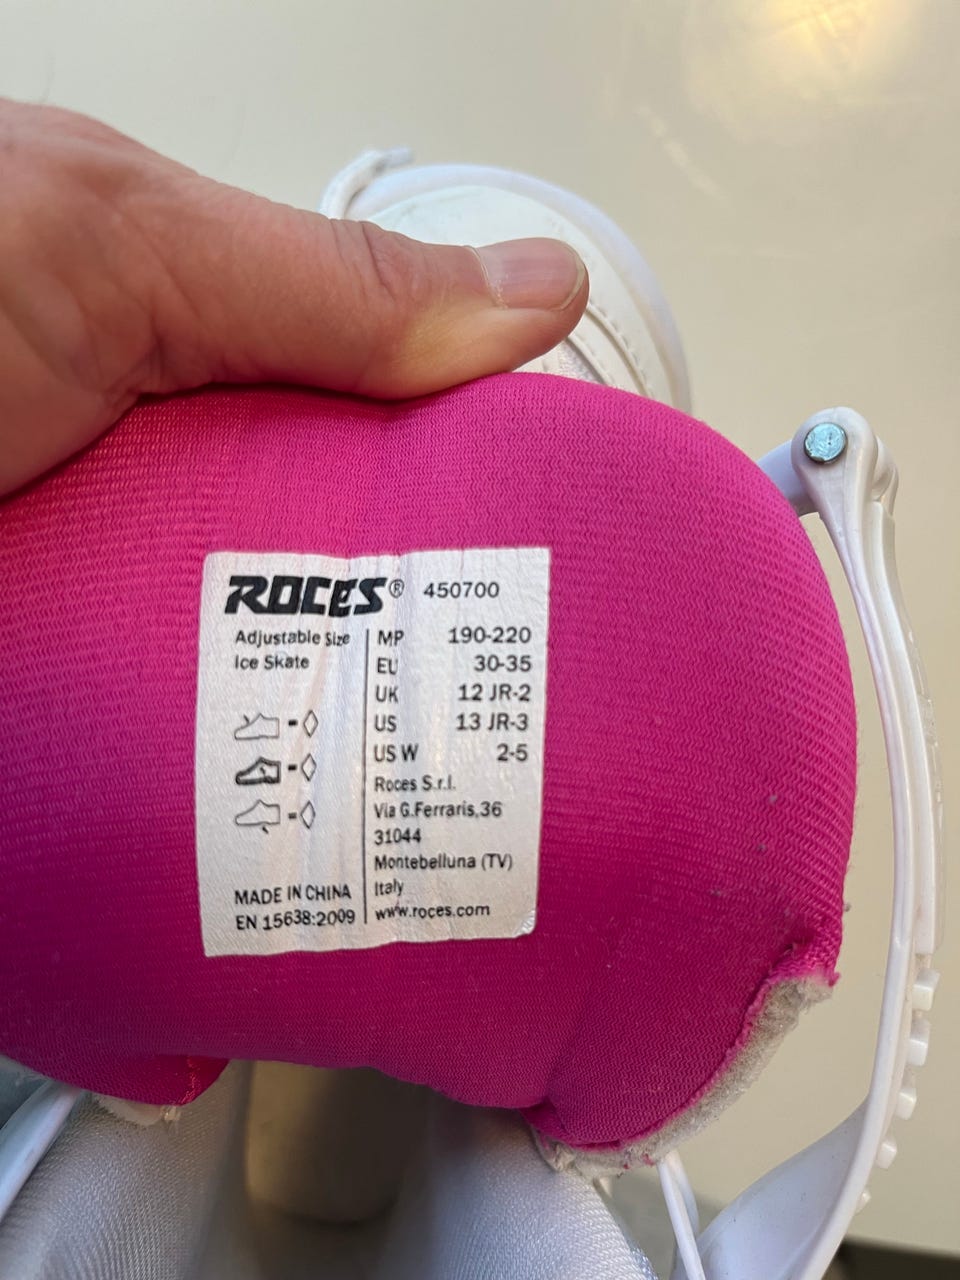 ROCES® 450700
Adjustable Size
Ice Skate
MP 190-220
EU 30-35
UK 12 JR-2
US 13 JR-3
US W 2-5
Roces S.r.l.
Via G.Ferraris,36
31044
Montebelluna (TV)
Italy
www.roces.com
MADE IN CHINA
EN 15638:2009